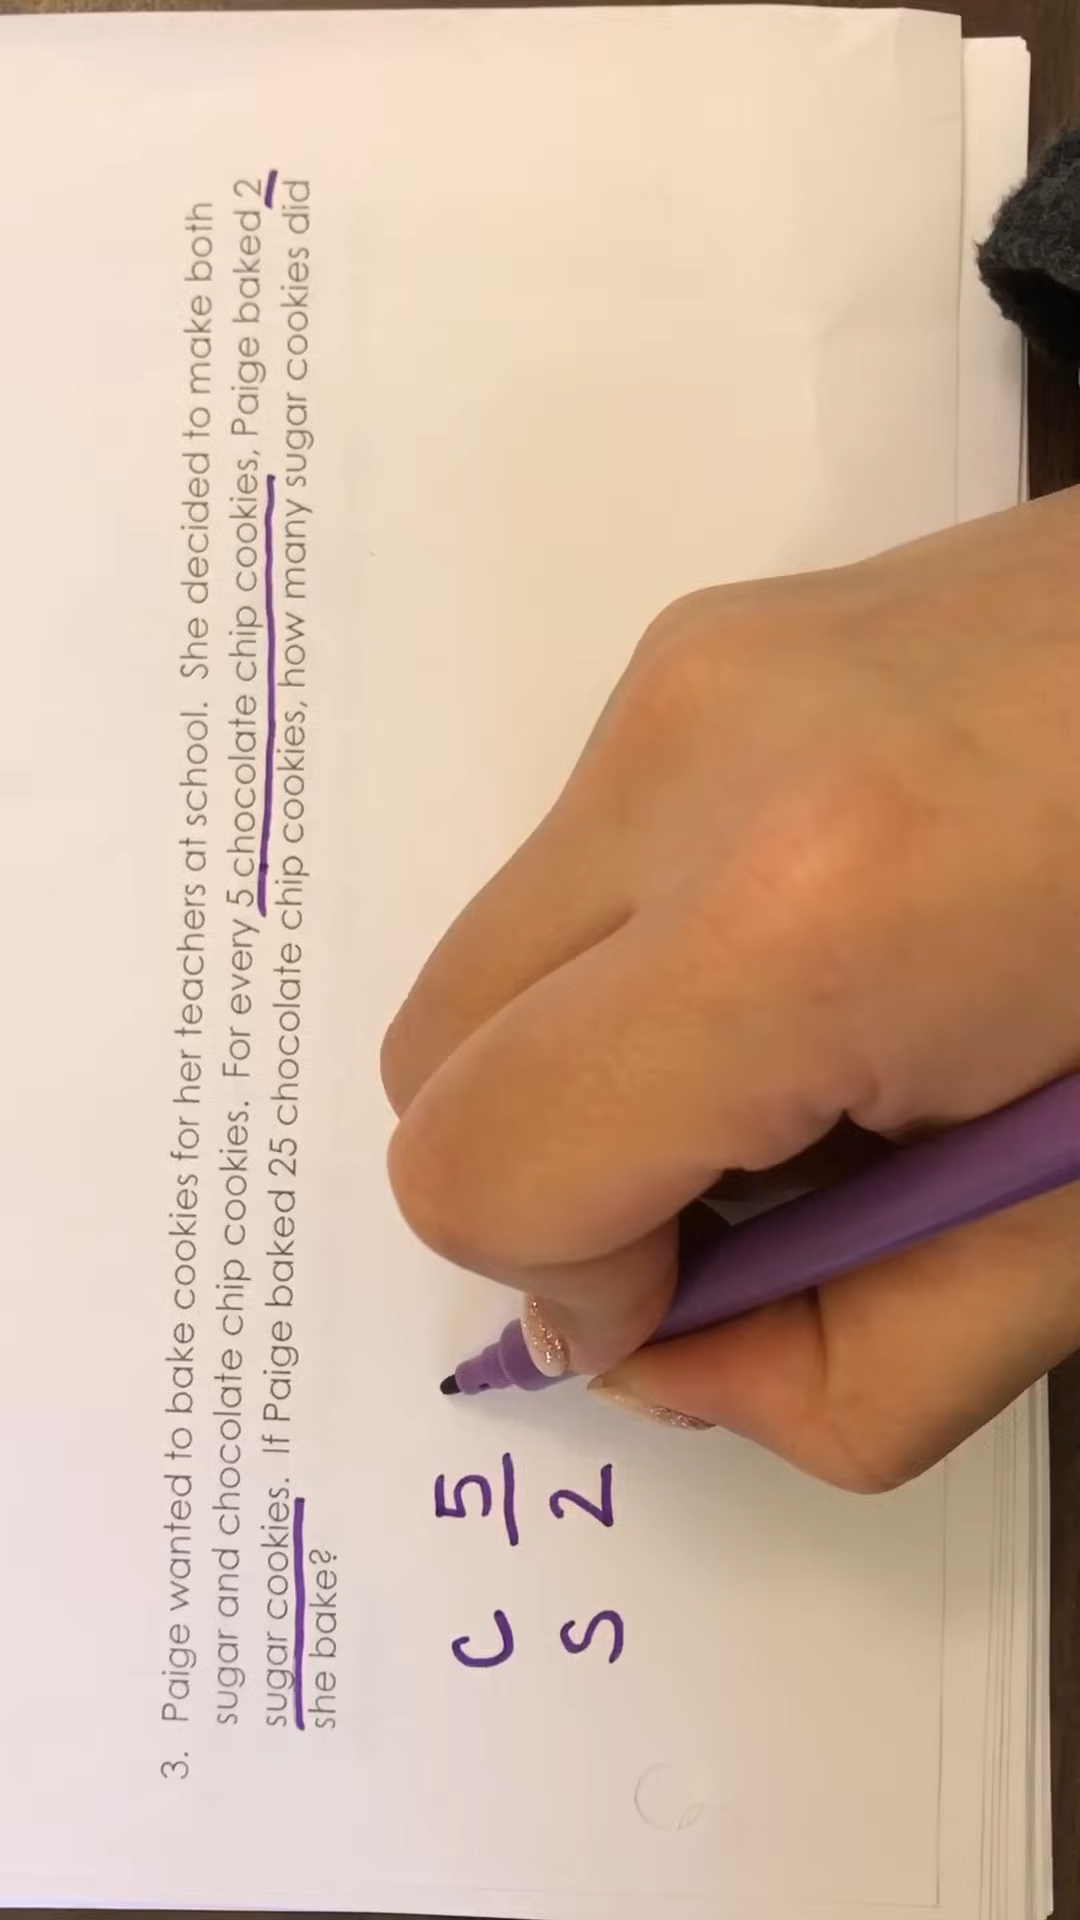 3. Paige wanted to bake cookies for her teachers at school. She decided to make both
sugar and chocolate chip cookies. For every 5 chocolate chip cookies, Paige baked 2
sugar cookies. If Paige baked 25 chocolate chip cookies, how many sugar cookies did
she bake?
C 5
S 2